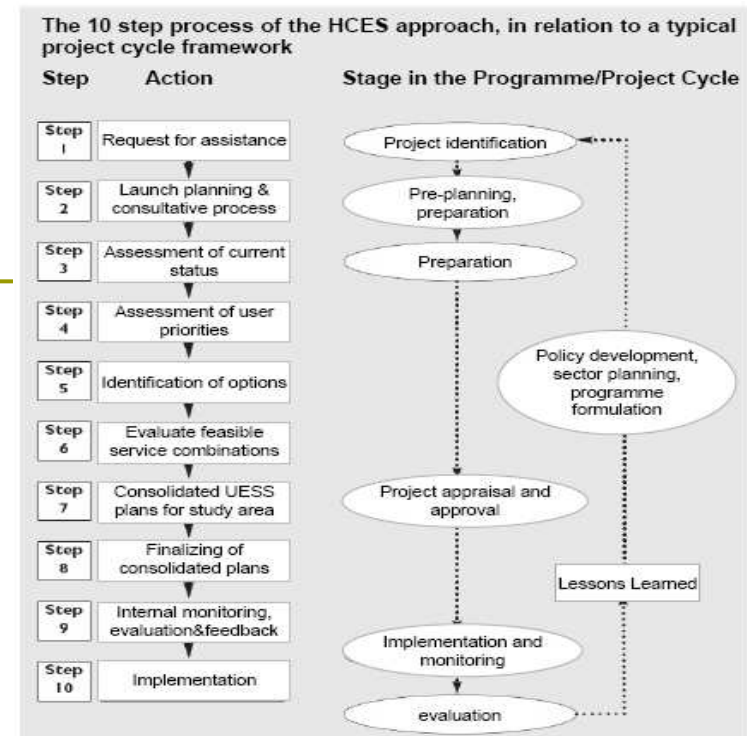 The 10 step process of the HCES approach, in relation to a typical
project cycle framework
Step Action Stage in the Programme/Project Cycle
Step
1
Request for assistance
Step
2
Launch planning &
consultative process
Step
3
Assessment of current
status
Step
4
Assessment of user
priorities
Step
5
Identification of options
Step
6
Evaluate feasible
service combinations
Step
7
Consolidated UESS
plans for study area
Step
8
Finalizing of
consolidated plans
Step
9
Internal monitoring,
evaluation&feedback
Step
10
Implementation
Project identification
Pre-planning,
preparation
Preparation
Project appraisal and
approval
Implementation and
monitoring
evaluation
Policy development,
sector planning,
programme
formulation
Lessons Learned